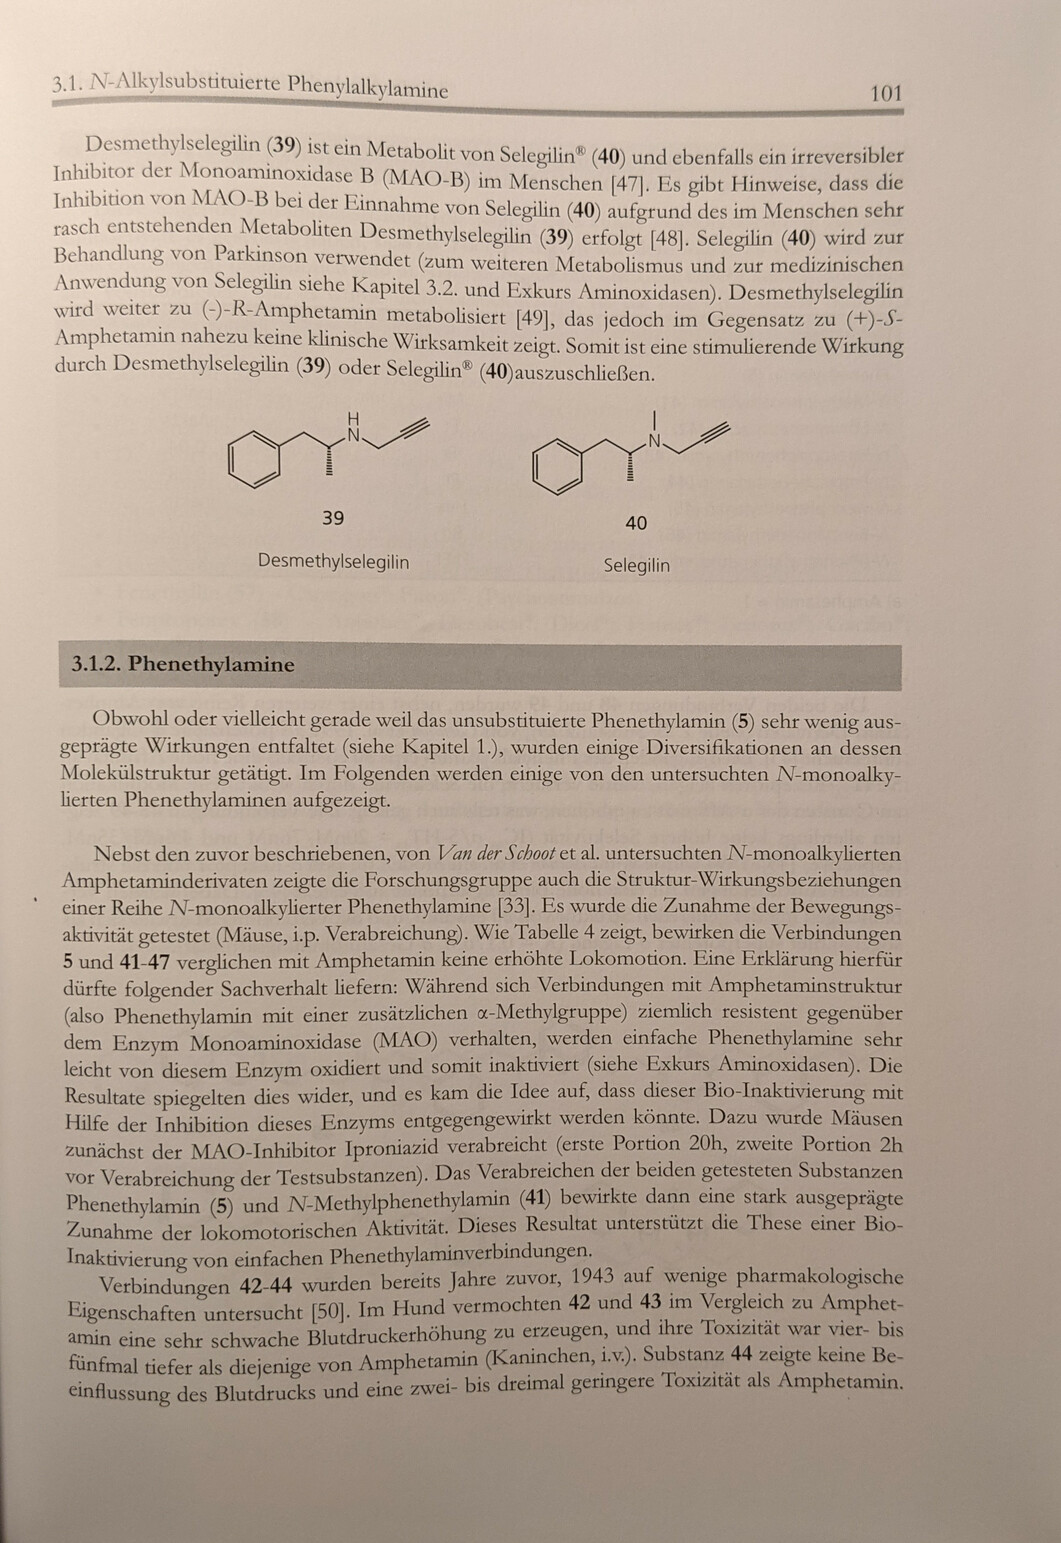 3.1. N-Alkylsubstituierte Phenylalkylamine 101
Desmethylselegilin (39) ist ein Metabolit von Selegilin® (40) und ebenfalls ein irreversibler
Inhibitor der Monoaminoxidase B (MAO-B) im Menschen [47]. Es gibt Hinweise, dass die
Inhibition von MAO-B bei der Einnahme von Selegilin (40) aufgrund des im Menschen sehr
rasch entstehenden Metaboliten Desmethylselegilin (39) erfolgt [48]. Selegilin (40) wird zur
Behandlung von Parkinson verwendet (zum weiteren Metabolismus und zur medizinischen
Anwendung von Selegilin siehe Kapitel 3.2. und Exkurs Aminoxidasen). Desmethylselegilin
wird weiter zu (-)-R-Amphetamin metabolisiert [49], das jedoch im Gegensatz zu (+)-S-
Amphetamin nahezu keine klinische Wirksamkeit zeigt. Somit ist eine stimulierende Wirkung
durch Desmethylselegilin (39) oder Selegilin® (40)auszuschließen.
H
N
N
39
40
Desmethylselegilin
Selegilin
3.1.2. Phenethylamine
Obwohl oder vielleicht gerade weil das unsubstituierte Phenethylamin (5) sehr wenig aus-
geprägte Wirkungen entfaltet (siehe Kapitel 1.), wurden einige Diversifikationen an dessen
Molekülstruktur getätigt. Im Folgenden werden einige von den untersuchten N-monoalky-
lierten Phenethylaminen aufgezeigt.
Nebst den zuvor beschriebenen, von Van der Schoot et al. untersuchten N-monoalkylierten
Amphetaminderivaten zeigte die Forschungsgruppe auch die Struktur-Wirkungsbeziehungen
einer Reihe N-monoalkylierter Phenethylamine [33]. Es wurde die Zunahme der Bewegungs-
aktivität getestet (Mäuse, i.p. Verabreichung). Wie Tabelle 4 zeigt, bewirken die Verbindungen
5 und 41-47 verglichen mit Amphetamin keine erhöhte Lokomotion. Eine Erklärung hierfür
dürfte folgender Sachverhalt liefern: Während sich Verbindungen mit Amphetaminstruktur
(also Phenethylamin mit einer zusätzlichen α-Methylgruppe) ziemlich resistent gegenüber
dem Enzym Monoaminoxidase (MAO) verhalten, werden einfache Phenethylamine sehr
leicht von diesem Enzym oxidiert und somit inaktiviert (siehe Exkurs Aminoxidasen). Die
Resultate spiegelten dies wider, und es kam die Idee auf, dass dieser Bio-Inaktivierung mit
Hilfe der Inhibition dieses Enzyms entgegengewirkt werden könnte. Dazu wurde Mäusen
zunächst der MAO-Inhibitor Iproniazid verabreicht (erste Portion 20h, zweite Portion 2h
vor Verabreichung der Testsubstanzen). Das Verabreichen der beiden getesteten Substanzen
Phenethylamin (5) und N-Methylphenethylamin (41) bewirkte dann eine stark ausgeprägte
Zunahme der lokomotorischen Aktivität. Dieses Resultat unterstützt die These einer Bio-
Inaktivierung von einfachen Phenethylaminverbindungen.
Verbindungen 42-44 wurden bereits Jahre zuvor, 1943 auf wenige pharmakologische
Eigenschaften untersucht [50]. Im Hund vermochten 42 und 43 im Vergleich zu Amphet-
amin eine sehr schwache Blutdruckerhöhung zu erzeugen, und ihre Toxizität war vier- bis
fünfmal tiefer als diejenige von Amphetamin (Kaninchen, i.v.). Substanz 44 zeigte keine Be-
einflussung des Blutdrucks und eine zwei- bis dreimal geringere Toxizität als Amphetamin.